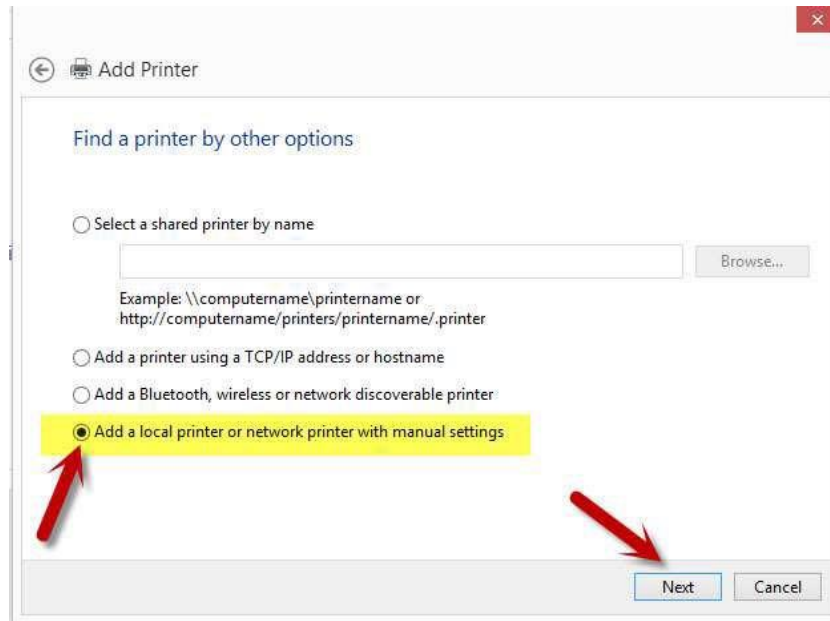 Add Printer
Find a printer by other options
Select a shared printer by name
Browse...
Example: \\computername\printername or
http://computername/printers/printername/.printer
Add a printer using a TCP/IP address or hostname
Add a Bluetooth, wireless or network discoverable printer
Add a local printer or network printer with manual settings
Next Cancel